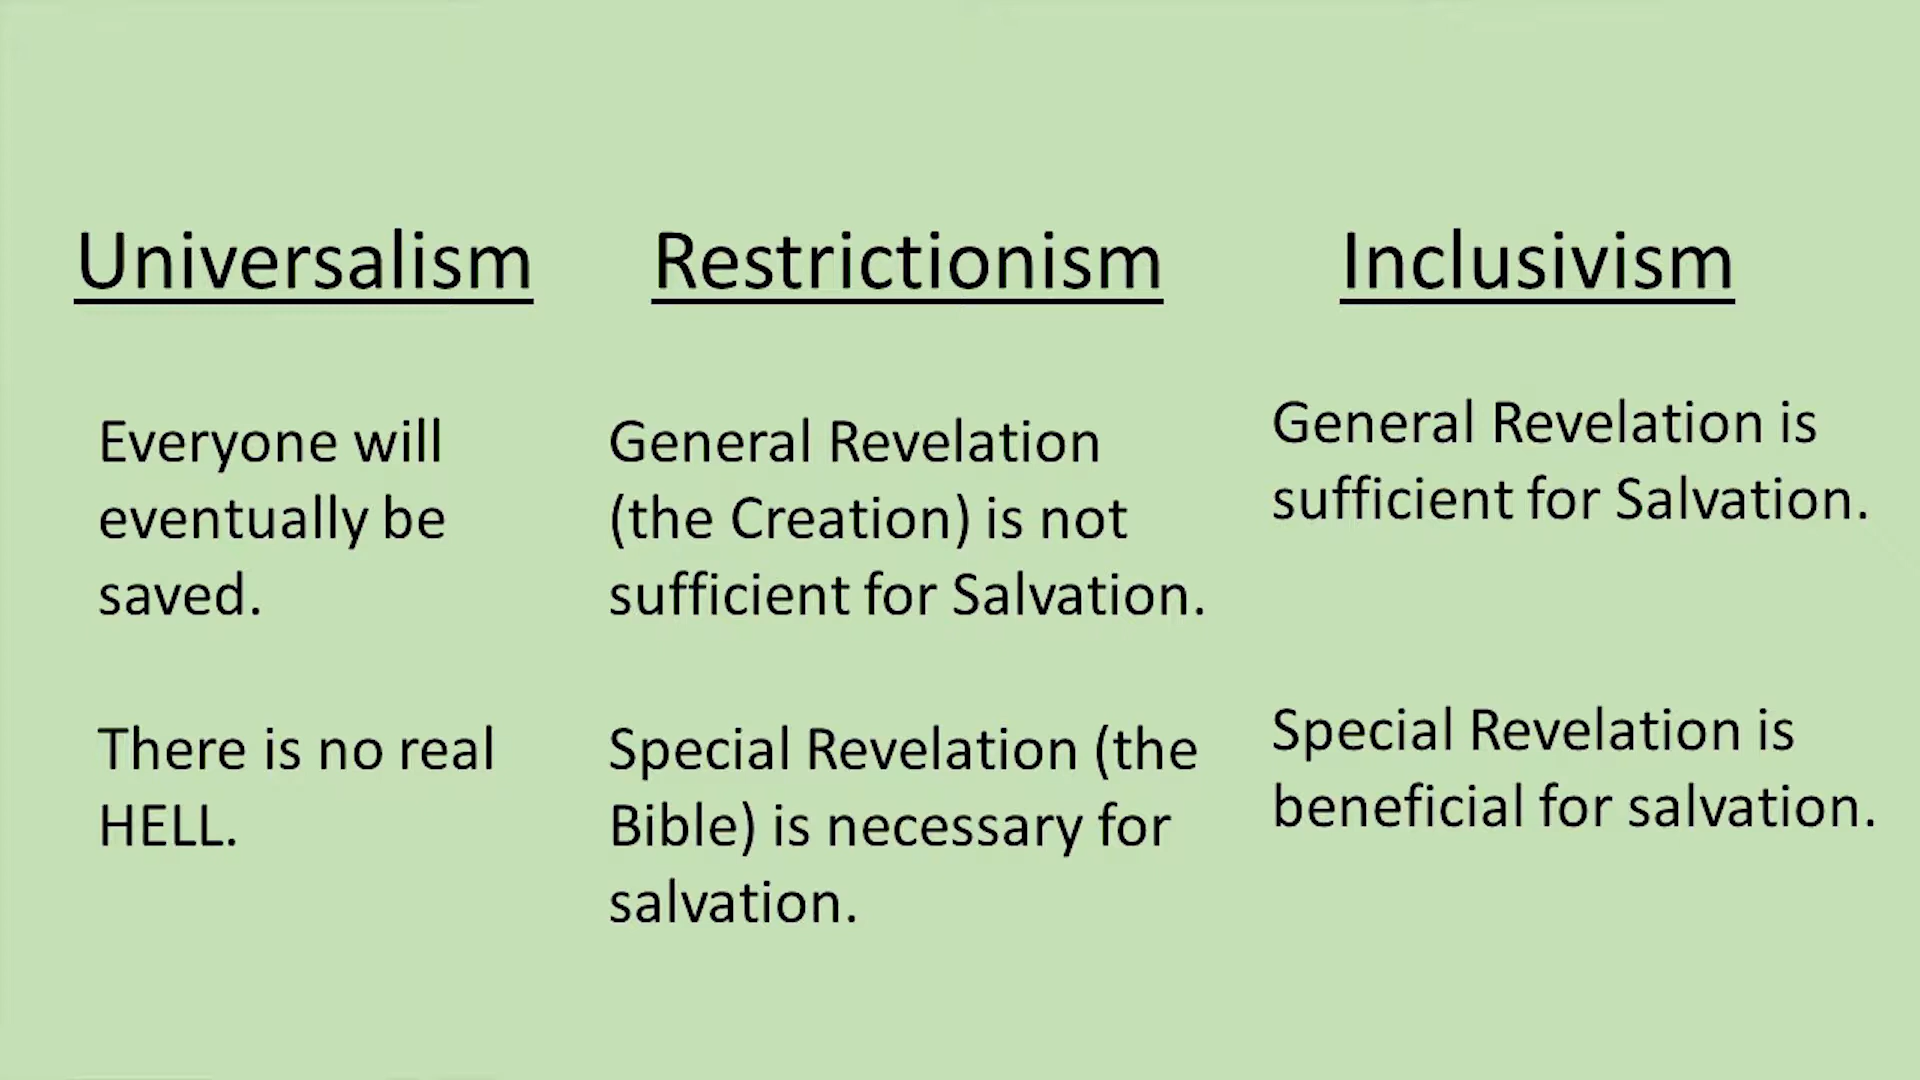 Universalism
Everyone will
eventually be
saved.
There is no real
HELL.
Restrictionism
General Revelation
(the Creation) is not
sufficient for Salvation.
Special Revelation (the
Bible) is necessary for
salvation.
Inclusivism
General Revelation is
sufficient for Salvation.
Special Revelation is
beneficial for salvation.